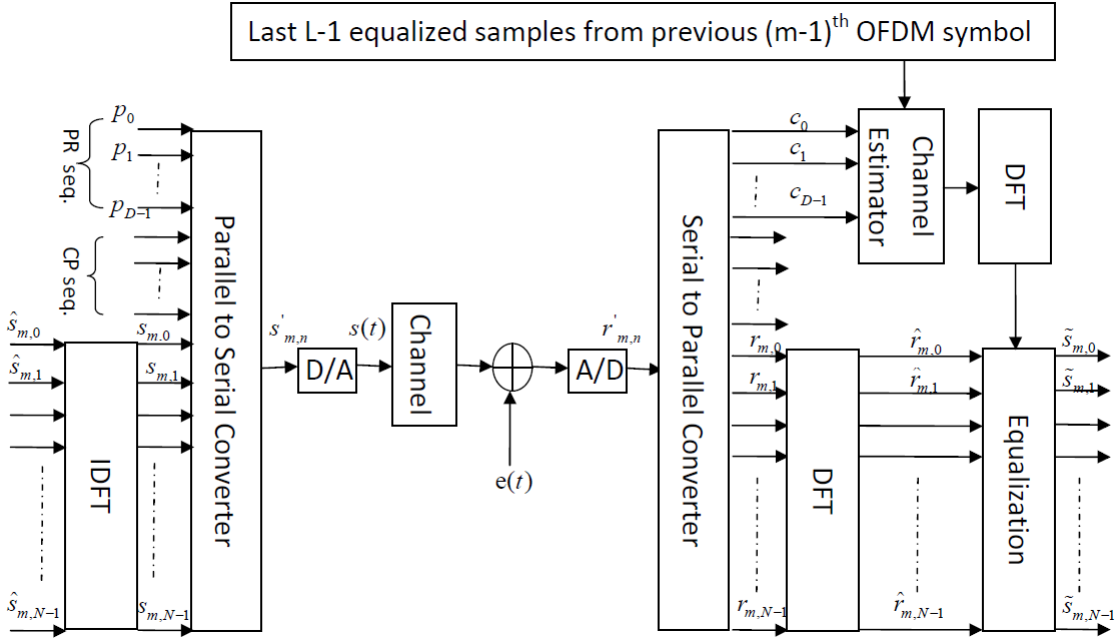 Last L-1 equalized samples from previous (m-1)th OFDM symbol
PR seq.
p0
p1
pD−1
CP seq.
ŝm,0
ŝm,1
ŝm,N−1
IDFT
sm,0
sm,1
sm,N−1
Parallel to Serial Converter
s'm,n
D/A
s(t)
Channel
e(t)
r'm,n
A/D
Serial to Parallel Converter
c0
c1
cD−1
Channel
Estimator
DFT
rm,0
rm,1
rm,N−1
DFT
r̂m,0
r̂m,1
r̂m,N−1
Equalization
s̃m,0
s̃m,1
s̃m,N−1